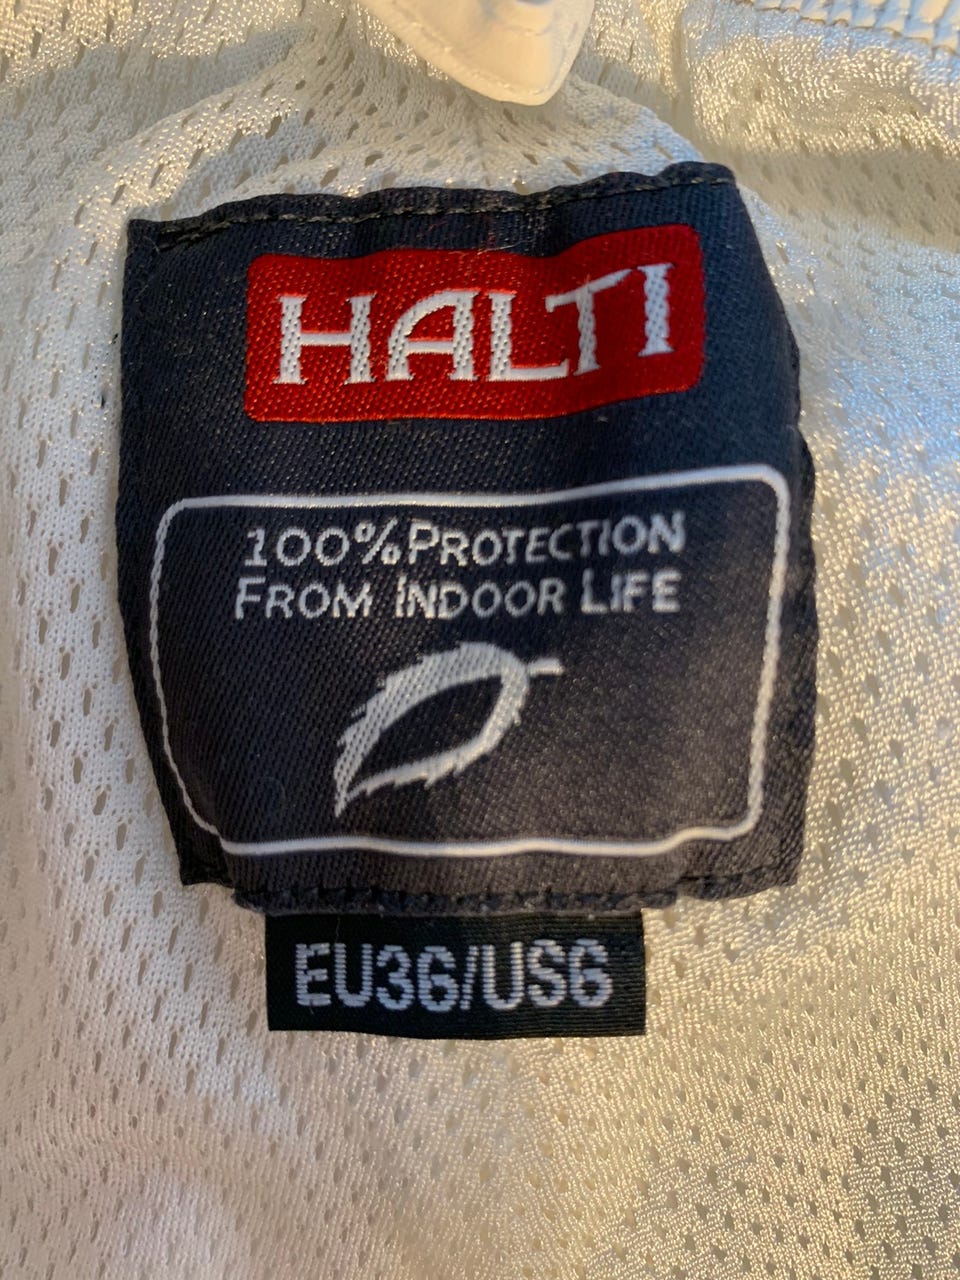 HALTI
100% PROTECTION
FROM INDOOR LIFE
EU36/US6